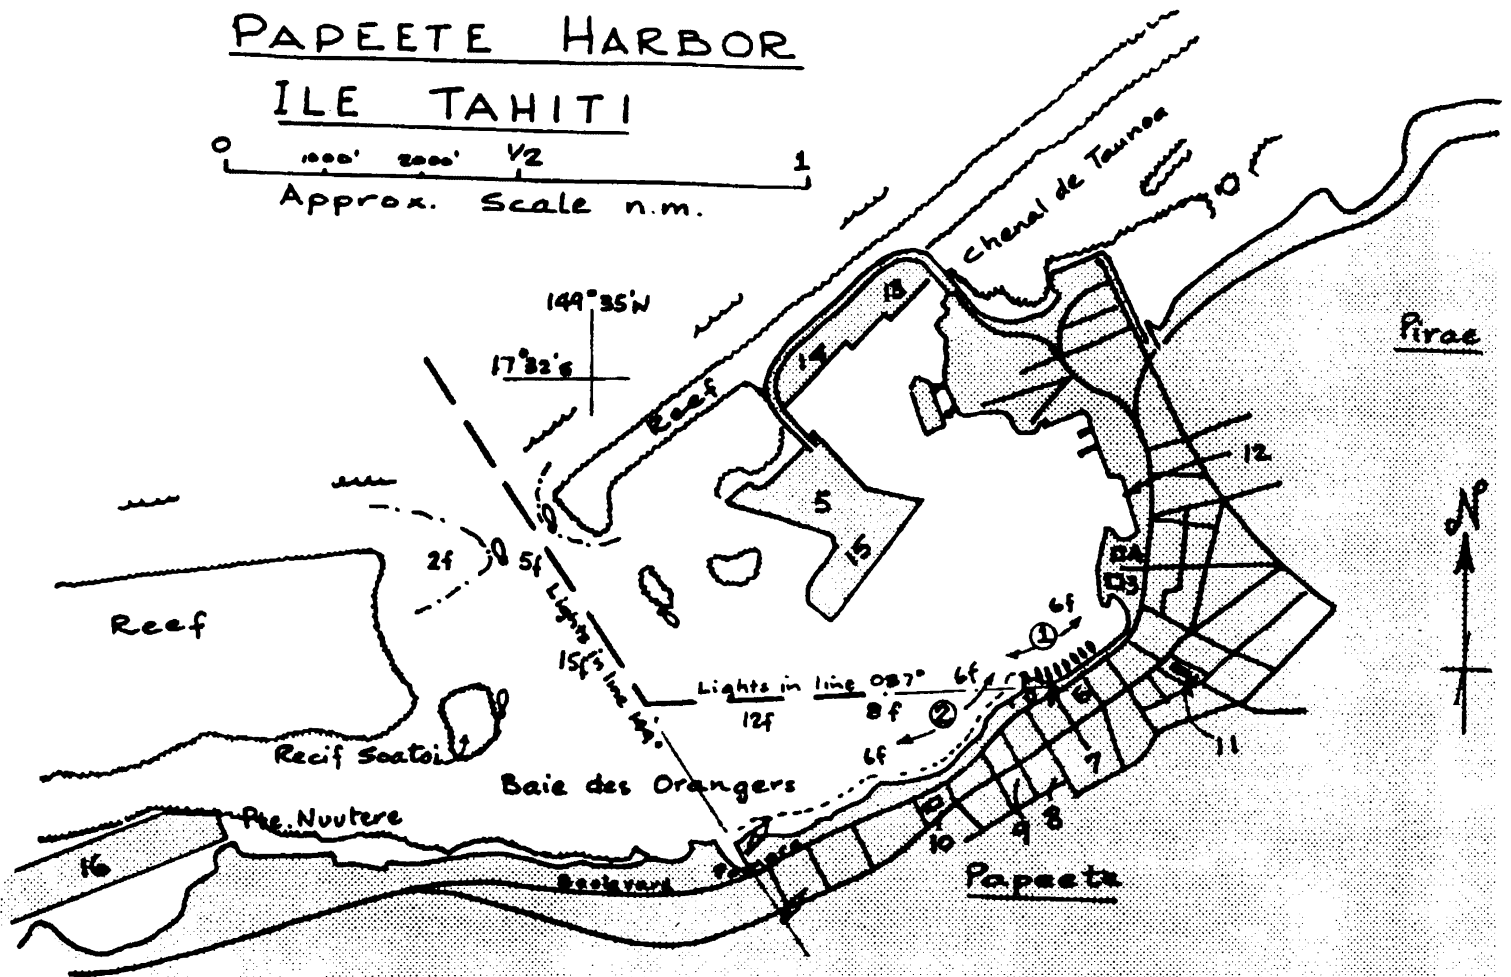 PAPEETE HARBOR
ILE TAHITI
0 1000' 2000' 1/2 1
Approx. Scale n.m.
Chenal de Taunoa
149°35'W
17°32'S
Pirae
13
14
Reef
12
N
5
15
2f
5f
Reef
4
3
6f
1
15f
Lights in line 087°
6f
12f
8f
2
6
6f
7
11
Recif Soatoi
Baie des Orangers
Pte. Nuutere
10
9
8
16
Boulevard Pomare
Papeete